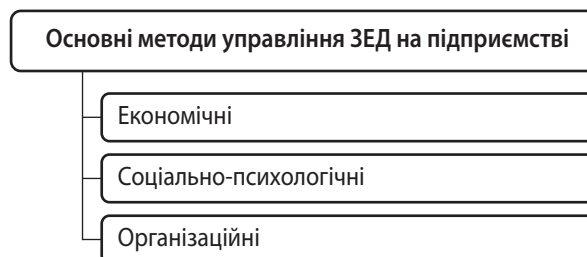 Основні методи управління ЗЕД на підприємстві
Економічні
Соціально-психологічні
Організаційні